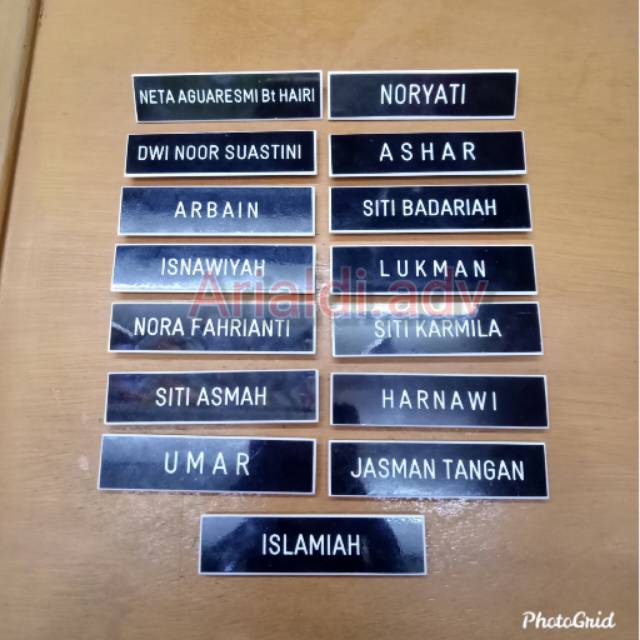 NETA AGUARESMI Bt HAIRI
NORYATI
DWI NOOR SUASTINI
ASHAR
ARBAIN
SITI BADARIAH
ISNAWIYAH
LUKMAN
Arialdi.adv
NORA FAHRIANTI
SITI KARMILA
SITI ASMAH
HARNAWI
UMAR
JASMAN TANGAN
ISLAMIAH
PhotoGrid